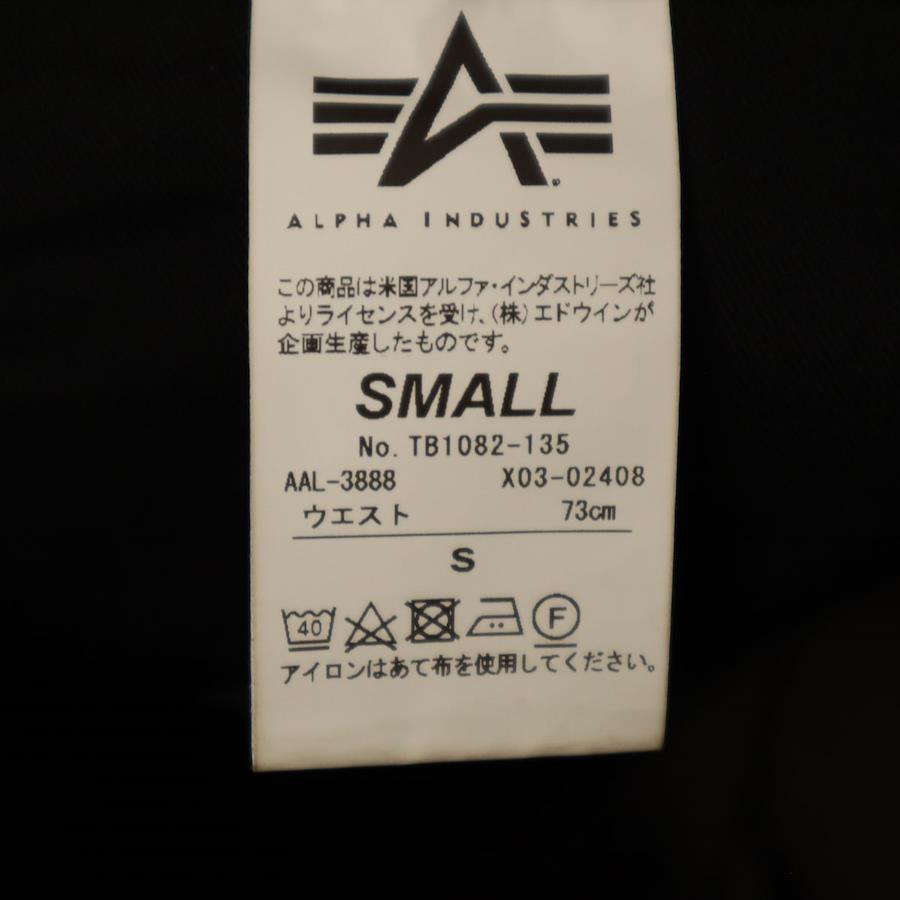 ALPHA INDUSTRIES
この商品は米国アルファ・インダストリーズ社
よりライセンスを受け、(株)エドウインが
企画生産したものです。
SMALL
No. TB1082-135
AAL-3888 X03-02408
ウエスト 73cm
S
40 F
アイロンはあて布を使用してください。